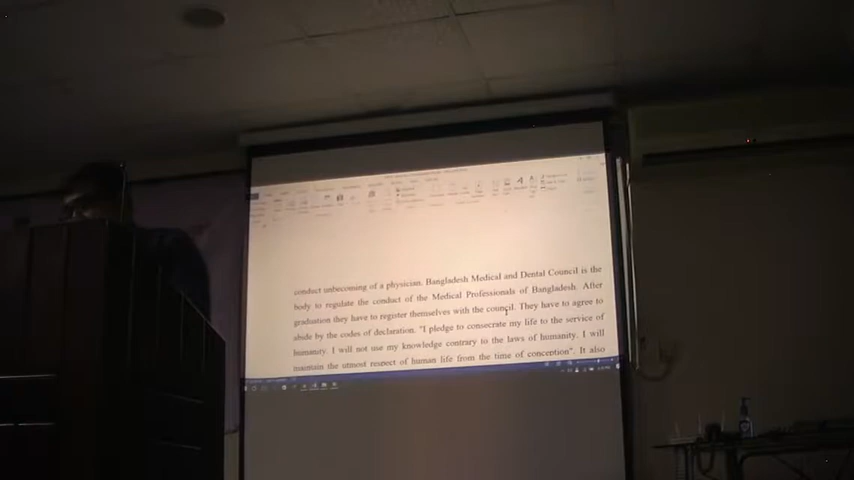 conduct unbecoming of a physician. Bangladesh Medical and Dental Council is the
body to regulate the conduct of the Medical Professionals of Bangladesh. After
graduation they have to register themselves with the council. They have to agree to
abide by the codes of declaration. "I pledge to consecrate my life to the service of
humanity. I will not use my knowledge contrary to the laws of humanity. I will
maintain the utmost respect of human life from the time of concention". It also